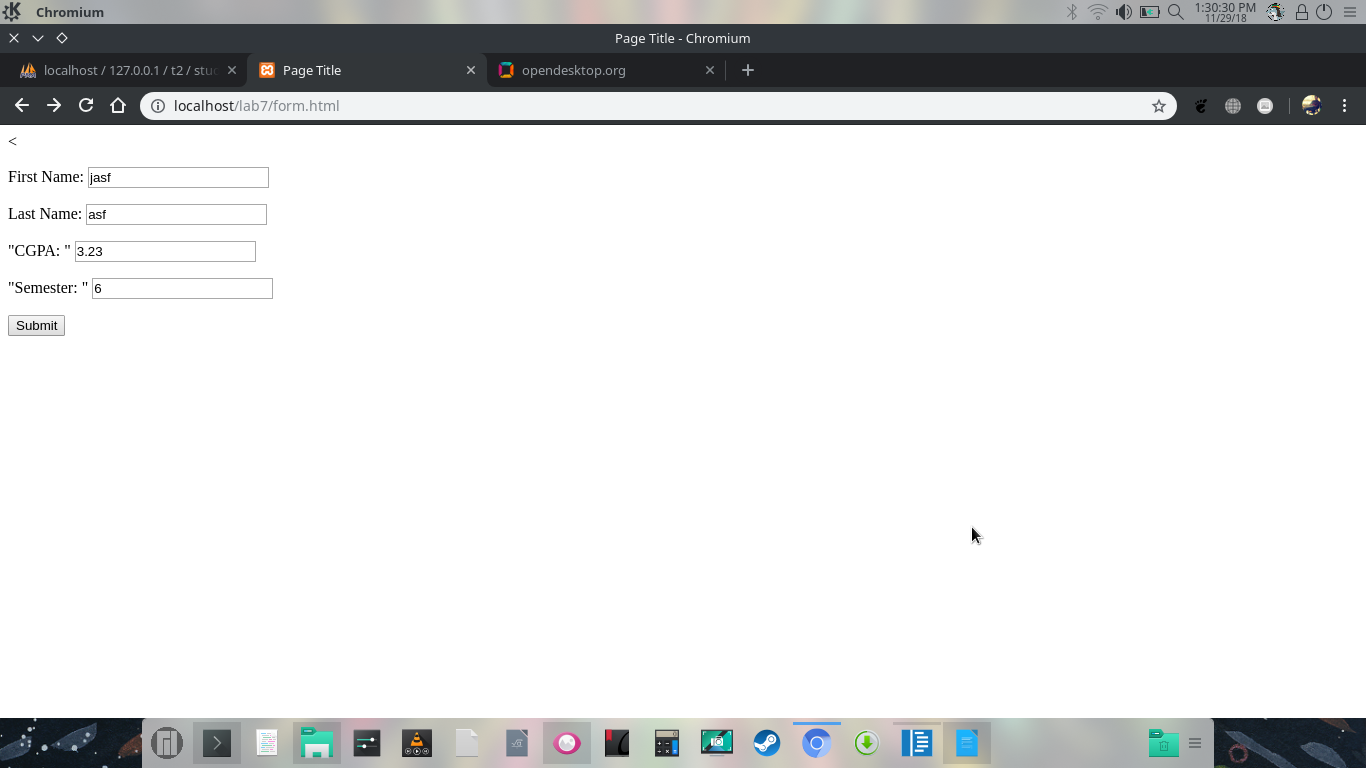 Chromium
1:30:30 PM
11/29/18
Page Title - Chromium
localhost / 127.0.0.1 / t2 / stuc
Page Title
opendesktop.org
localhost/lab7/form.html
<
First Name: jasf
Last Name: asf
"CGPA: " 3.23
"Semester: " 6
Submit